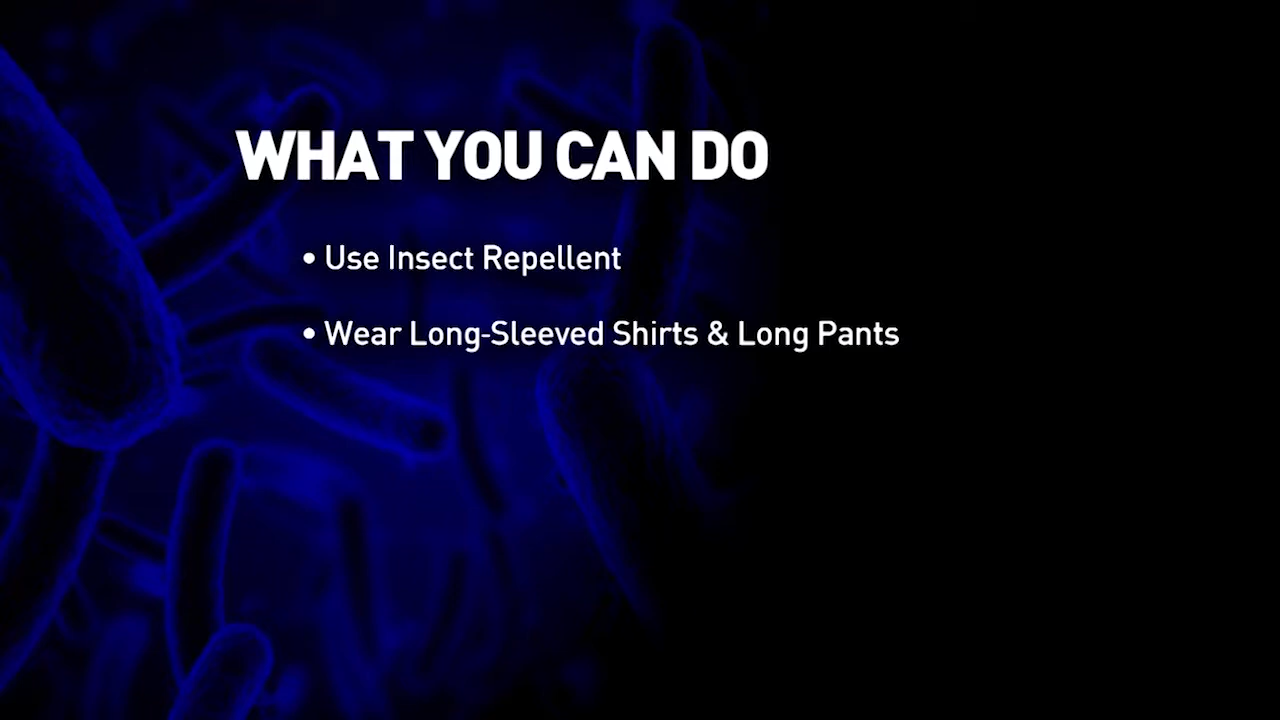 WHAT YOU CAN DO
• Use Insect Repellent
• Wear Long-Sleeved Shirts & Long Pants